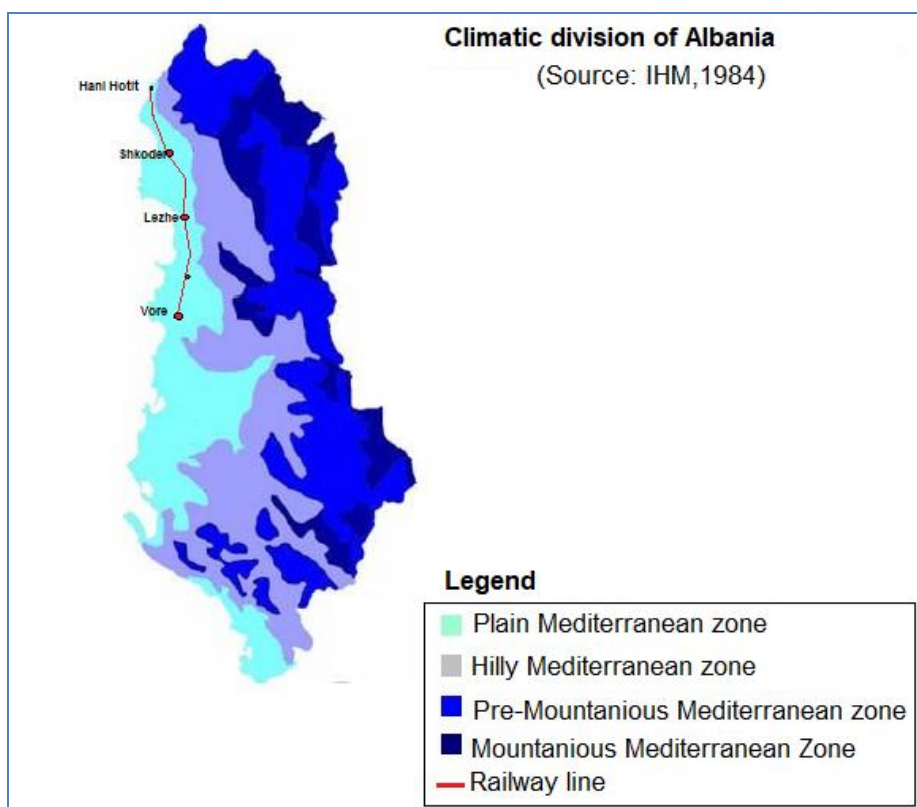 Climatic division of Albania
(Source: IHM,1984)
Hani Hotit
Shkoder
Lezhe
Vore
Legend
Plain Mediterranean zone
Hilly Mediterranean zone
Pre-Mountanious Mediterranean zone
Mountanious Mediterranean Zone
Railway line